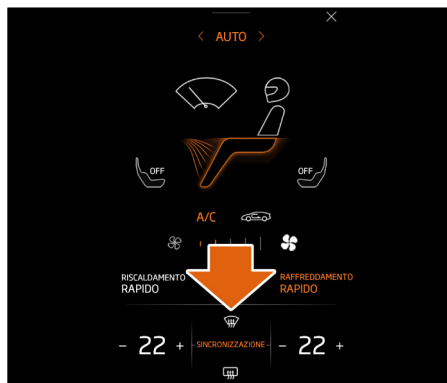 AUTO
OFF
OFF
A/C
RISCALDAMENTO
RAPIDO
RAFFREDDAMENTO
RAPIDO
- 22 +
SINCRONIZZAZIONE
- 22 +